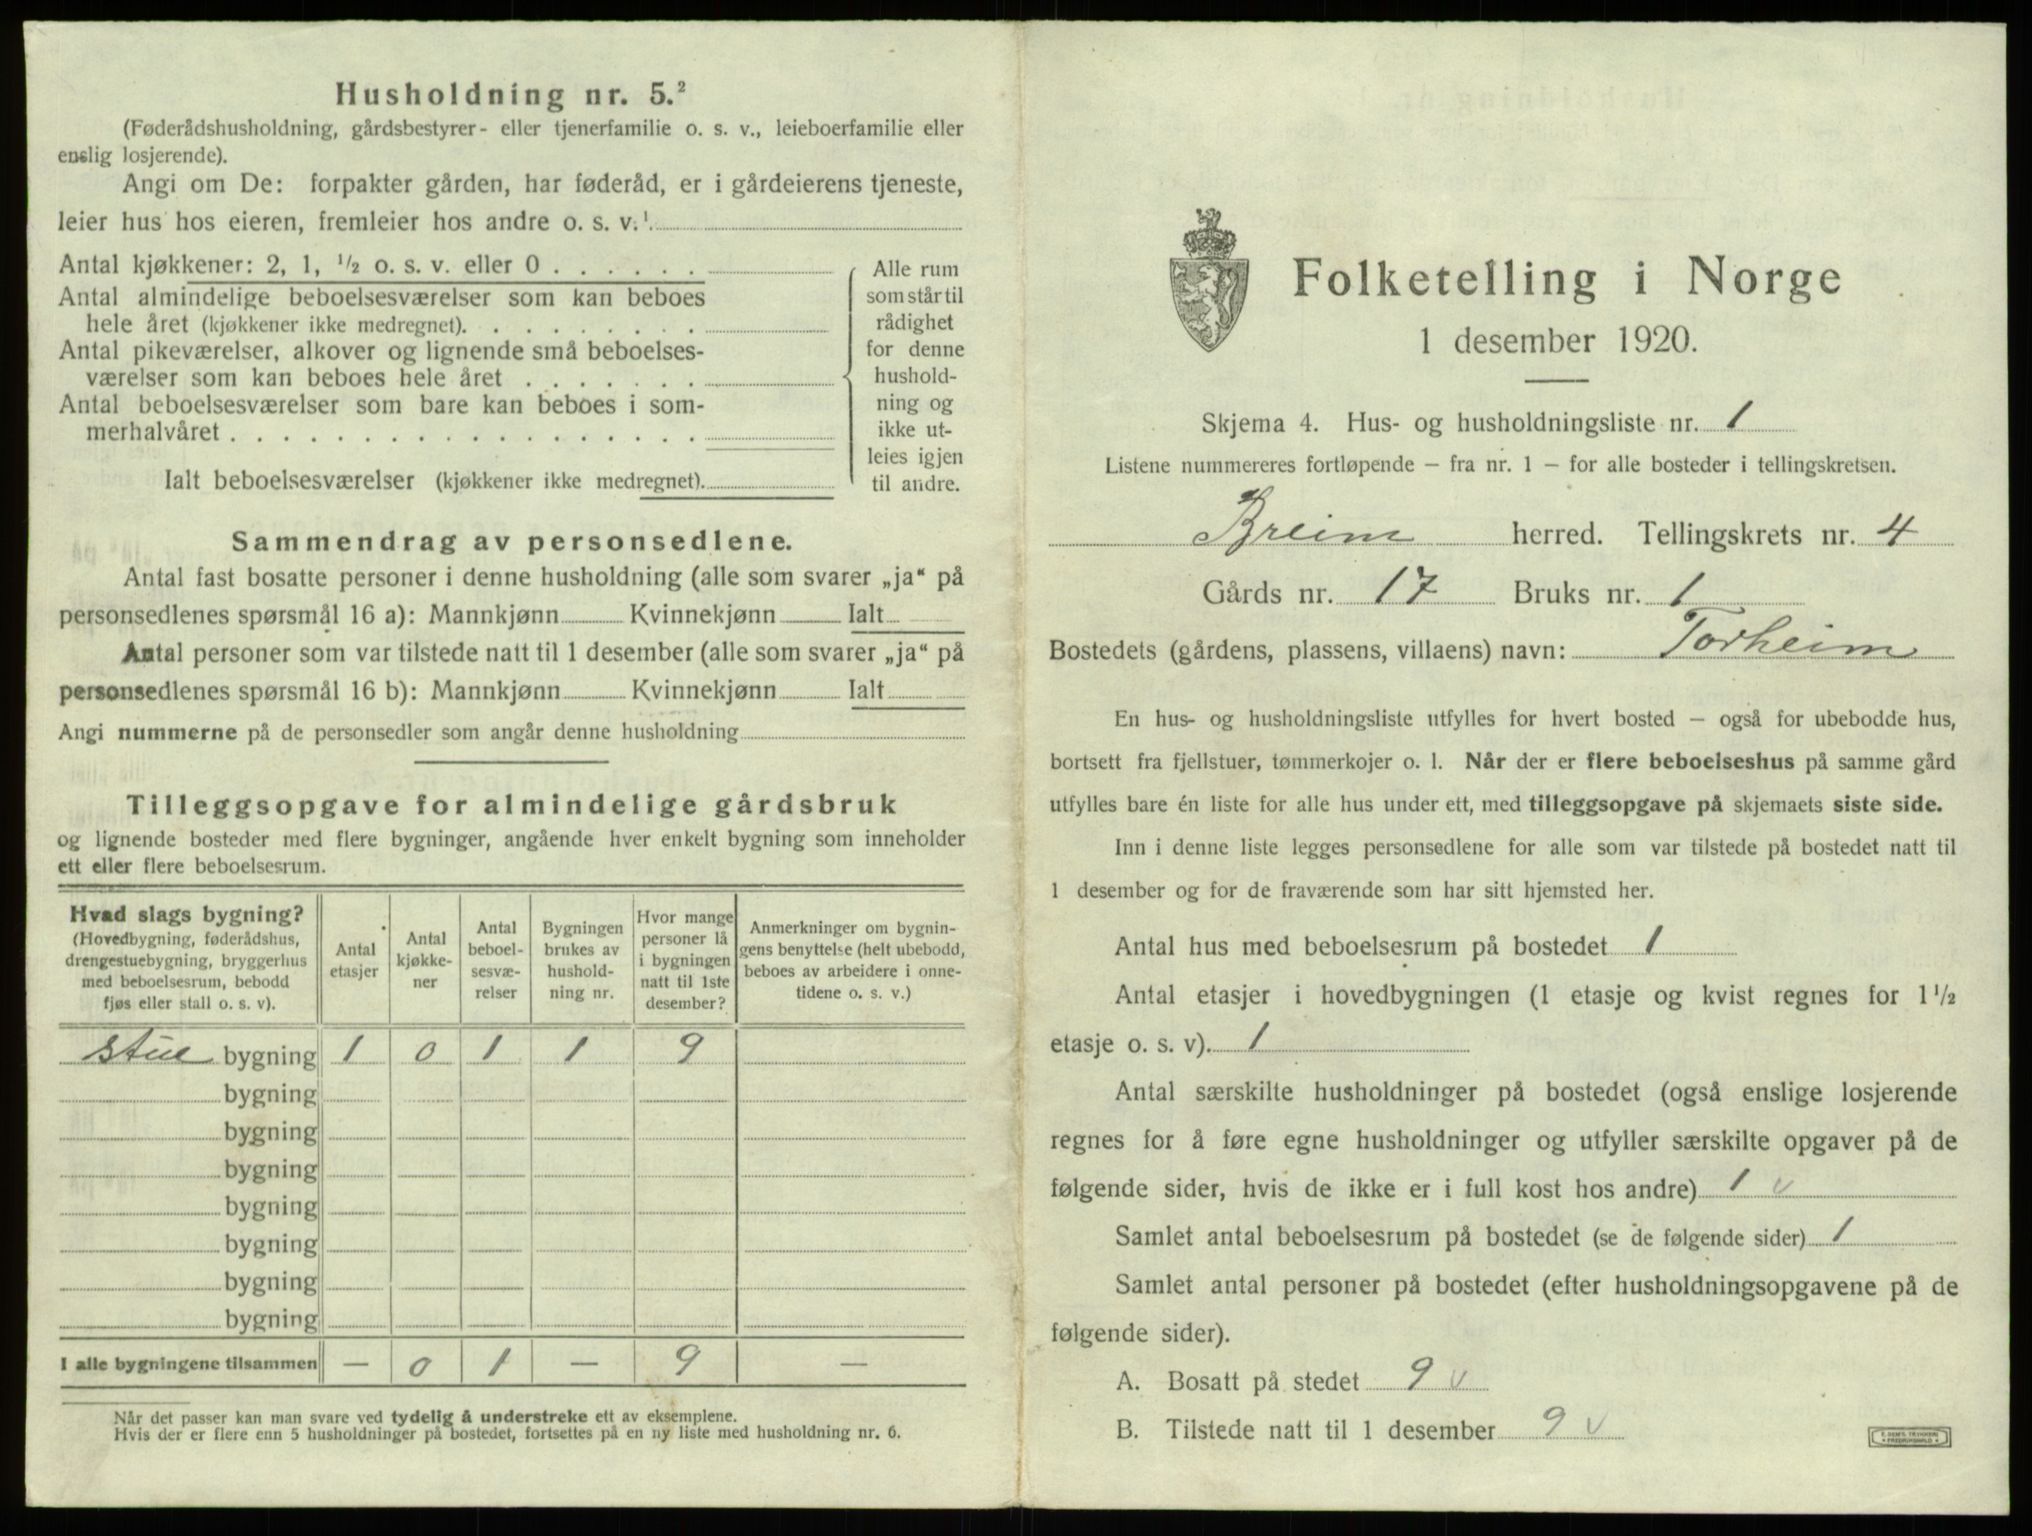 Husholdning nr. 5.²
(Føderådshusholdning, gårdsbestyrer- eller tjenerfamilie o. s. v., leieboerfamilie eller
enslig losjerende).
Angi om De: forpakter gården, har føderåd, er i gårdeierens tjeneste,
leier hus hos eieren, fremleier hos andre o. s. v.¹
Antal kjøkkener: 2, 1, ½ o. s. v. eller 0 . . . . . .
Antal almindelige beboelsesværelser som kan beboes
hele året (kjøkkener ikke medregnet). . . . . . . . .
Antal pikeværelser, alkover og lignende små beboelses-
værelser som kan beboes hele året . . . . . . .
Antal beboelsesværelser som bare kan beboes i som-
merhalvåret . . . . . . . . . . . . . . . . . .
Ialt beboelsesværelser (kjøkkener ikke medregnet).
Alle rum
som står til
rådighet
for denne
hushold-
ning og
ikke ut-
leies igjen
til andre.
Sammendrag av personsedlene.
Antal fast bosatte personer i denne husholdning (alle som svarer „ja“ på
personsedlenes spørsmål 16 a): Mannkjønn Kvinnekjønn Ialt
Antal personer som var tilstede natt til 1 desember (alle som svarer „ja“ på
personsedlenes spørsmål 16 b): Mannkjønn Kvinnekjønn Ialt
Angi nummerne på de personsedler som angår denne husholdning
Tilleggsopgave for almindelige gårdsbruk
og lignende bosteder med flere bygninger, angående hver enkelt bygning som inneholder
ett eller flere beboelsesrum.
Hvad slags bygning?
(Hovedbygning, føderådshus,
drengestuebygning, bryggerhus
med beboelsesrum, bebodd
fjøs eller stall o. s. v).
Antal
etasjer
Antal
kjøkke-
ner
Antal
beboel-
sesvæ-
relser
Bygningen
brukes av
hushold-
ning nr.
Hvor mange
personer lå
i bygningen
natt til 1ste
desember?
Anmerkninger om bygnin-
gens benyttelse (helt ubebodd,
beboes av arbeidere i onne-
tidene o. s. v.)
stue bygning 1 0 1 1 9
bygning
bygning
bygning
bygning
bygning
bygning
bygning
I alle bygningene tilsammen — 0 1 — 9 —
Når det passer kan man svare ved tydelig å understreke ett av eksemplene.
Hvis der er flere enn 5 husholdninger på bostedet, fortsettes på en ny liste med husholdning nr. 6.
Folketelling i Norge
1 desember 1920.
Skjema 4. Hus- og husholdningsliste nr. 1
Listene nummereres fortløpende – fra nr. 1 – for alle bosteder i tellingskretsen.
Breim herred. Tellingskrets nr. 4
Gårds nr. 17 Bruks nr. 1
Bostedets (gårdens, plassens, villaens) navn: Torheim
En hus- og husholdningsliste utfylles for hvert bosted – også for ubebodde hus,
bortsett fra fjellstuer, tømmerkojer o. l. Når der er flere beboelseshus på samme gård
utfylles bare én liste for alle hus under ett, med tilleggsopgave på skjemaets siste side.
Inn i denne liste legges personsedlene for alle som var tilstede på bostedet natt til
1 desember og for de fraværende som har sitt hjemsted her.
Antal hus med beboelsesrum på bostedet 1
Antal etasjer i hovedbygningen (1 etasje og kvist regnes for 1½
etasje o. s. v). 1
Antal særskilte husholdninger på bostedet (også enslige losjerende
regnes for å føre egne husholdninger og utfyller særskilte opgaver på de
følgende sider, hvis de ikke er i full kost hos andre) 1 v
Samlet antal beboelsesrum på bostedet (se de følgende sider) 1
Samlet antal personer på bostedet (efter husholdningsopgavene på de
følgende sider).
A. Bosatt på stedet 9 v
B. Tilstede natt til 1 desember 9 v